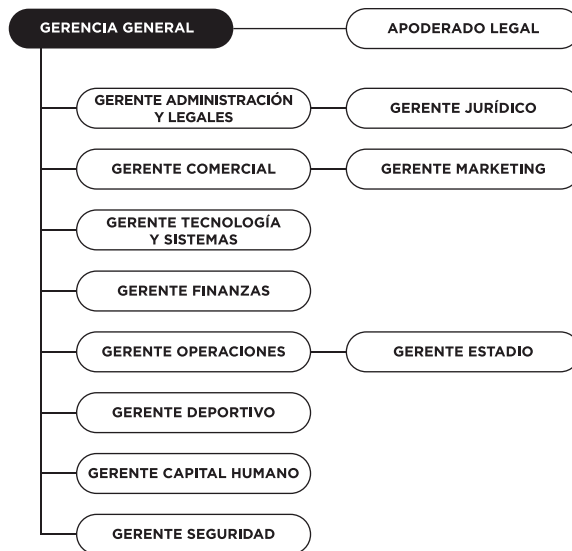 GERENCIA GENERAL
APODERADO LEGAL
GERENTE ADMINISTRACIÓN
Y LEGALES
GERENTE JURÍDICO
GERENTE COMERCIAL
GERENTE MARKETING
GERENTE TECNOLOGÍA
Y SISTEMAS
GERENTE FINANZAS
GERENTE OPERACIONES
GERENTE ESTADIO
GERENTE DEPORTIVO
GERENTE CAPITAL HUMANO
GERENTE SEGURIDAD